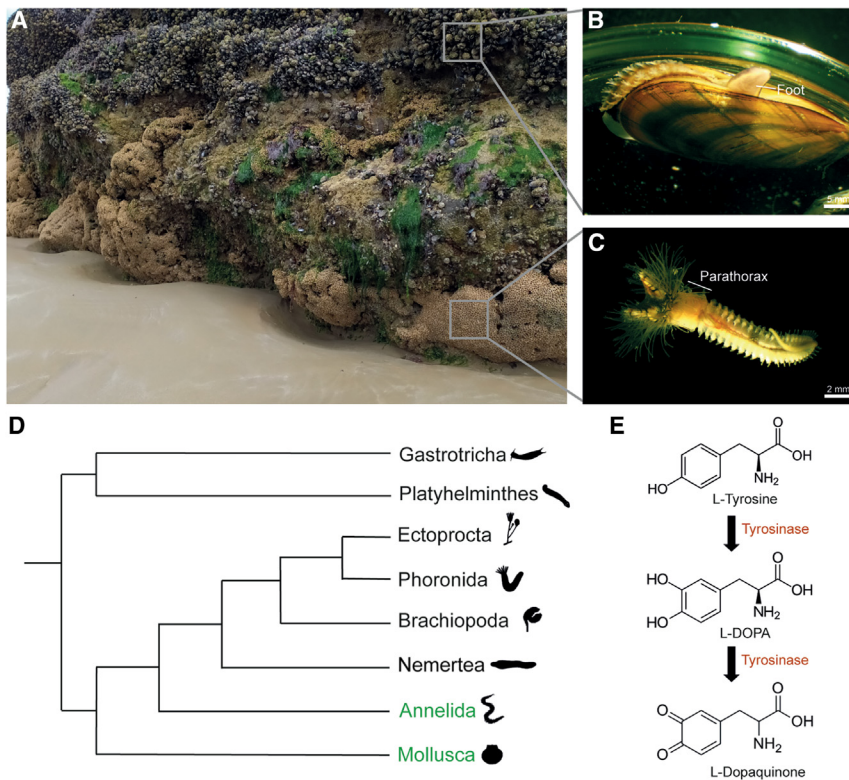 A
B
Foot
5 mm
C
Parathorax
2 mm
D
Gastrotricha
Platyhelminthes
Ectoprocta
Phoronida
Brachiopoda
Nemertea
Annelida
Mollusca
E
O
OH
NH2
HO
L-Tyrosine
Tyrosinase
O
HO
OH
NH2
HO
L-DOPA
Tyrosinase
O
O
OH
NH2
O
L-Dopaquinone